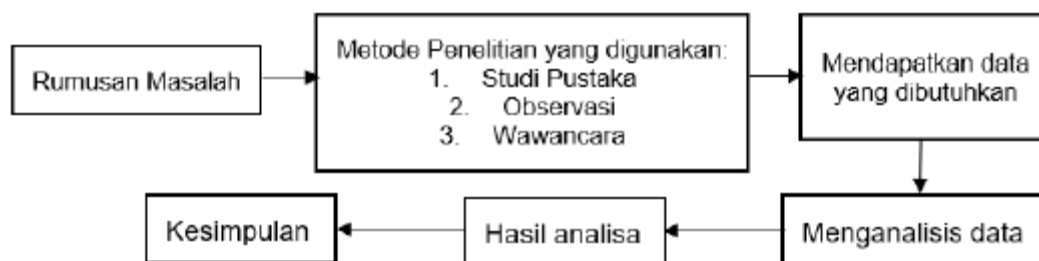 Rumusan Masalah
Metode Penelitian yang digunakan:
1. Studi Pustaka
2. Observasi
3. Wawancara
Mendapatkan data
yang dibutuhkan
Menganalisis data
Hasil analisa
Kesimpulan